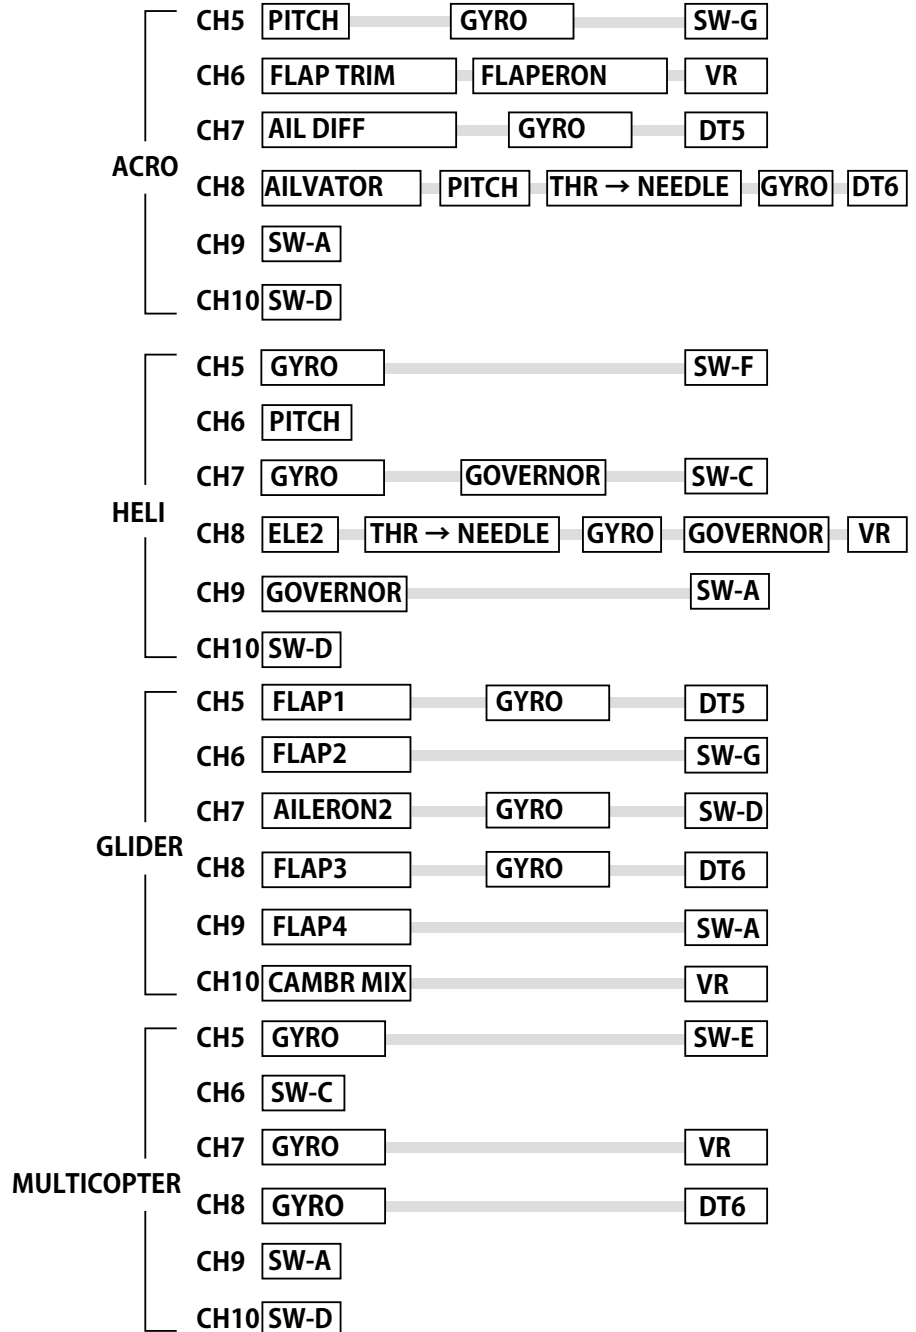 CH5 PITCH GYRO SW-G
CH6 FLAP TRIM FLAPERON VR
CH7 AIL DIFF GYRO DT5
ACRO
CH8 AILVATOR PITCH THR → NEEDLE GYRO DT6
CH9 SW-A
CH10 SW-D
CH5 GYRO SW-F
CH6 PITCH
CH7 GYRO GOVERNOR SW-C
HELI
CH8 ELE2 THR → NEEDLE GYRO GOVERNOR VR
CH9 GOVERNOR SW-A
CH10 SW-D
CH5 FLAP1 GYRO DT5
CH6 FLAP2 SW-G
CH7 AILERON2 GYRO SW-D
GLIDER
CH8 FLAP3 GYRO DT6
CH9 FLAP4 SW-A
CH10 CAMBR MIX VR
CH5 GYRO SW-E
CH6 SW-C
CH7 GYRO VR
MULTICOPTER
CH8 GYRO DT6
CH9 SW-A
CH10 SW-D